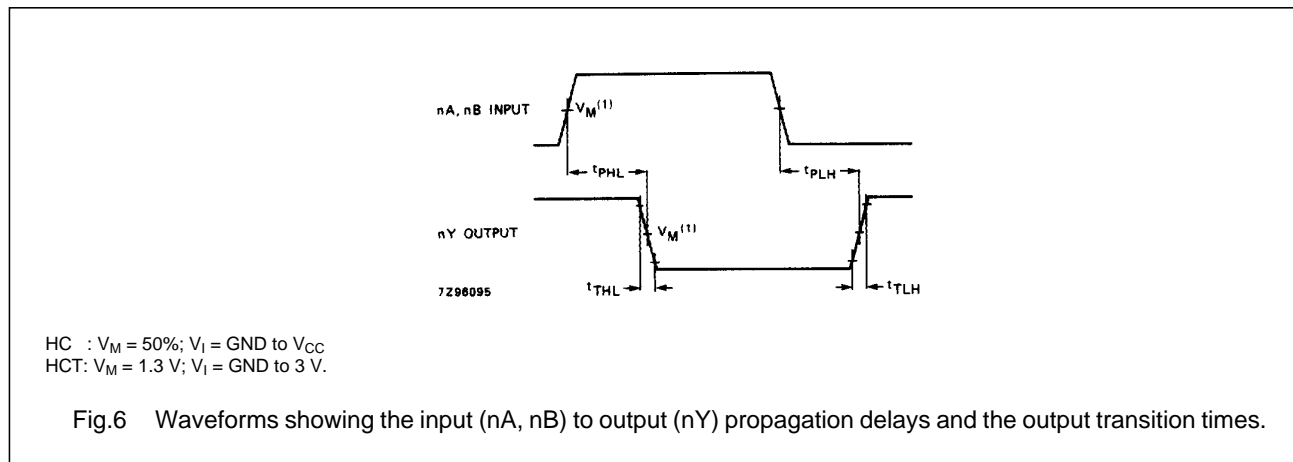 nA, nB INPUT
VM(1)
tPHL
tPLH
nY OUTPUT
VM(1)
tTHL
tTLH
7Z96095
HC : VM = 50%; VI = GND to VCC
HCT: VM = 1.3 V; VI = GND to 3 V.
Fig.6 Waveforms showing the input (nA, nB) to output (nY) propagation delays and the output transition times.